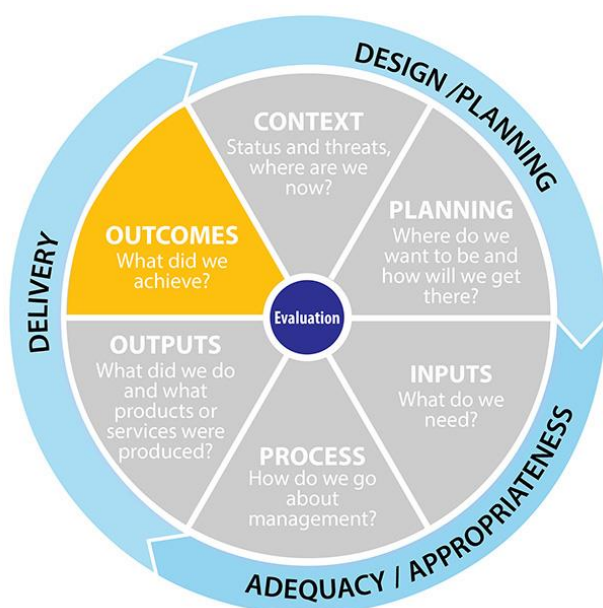 DESIGN /PLANNING
CONTEXT
Status and threats,
where are we
now?
PLANNING
Where do we
want to be and
how will we get
there?
INPUTS
What do we
need?
ADEQUACY / APPROPRIATENESS
PROCESS
How do we go
about
management?
OUTPUTS
What did we do
and what
products or
services were
produced?
DELIVERY
OUTCOMES
What did we
achieve?
Evaluation